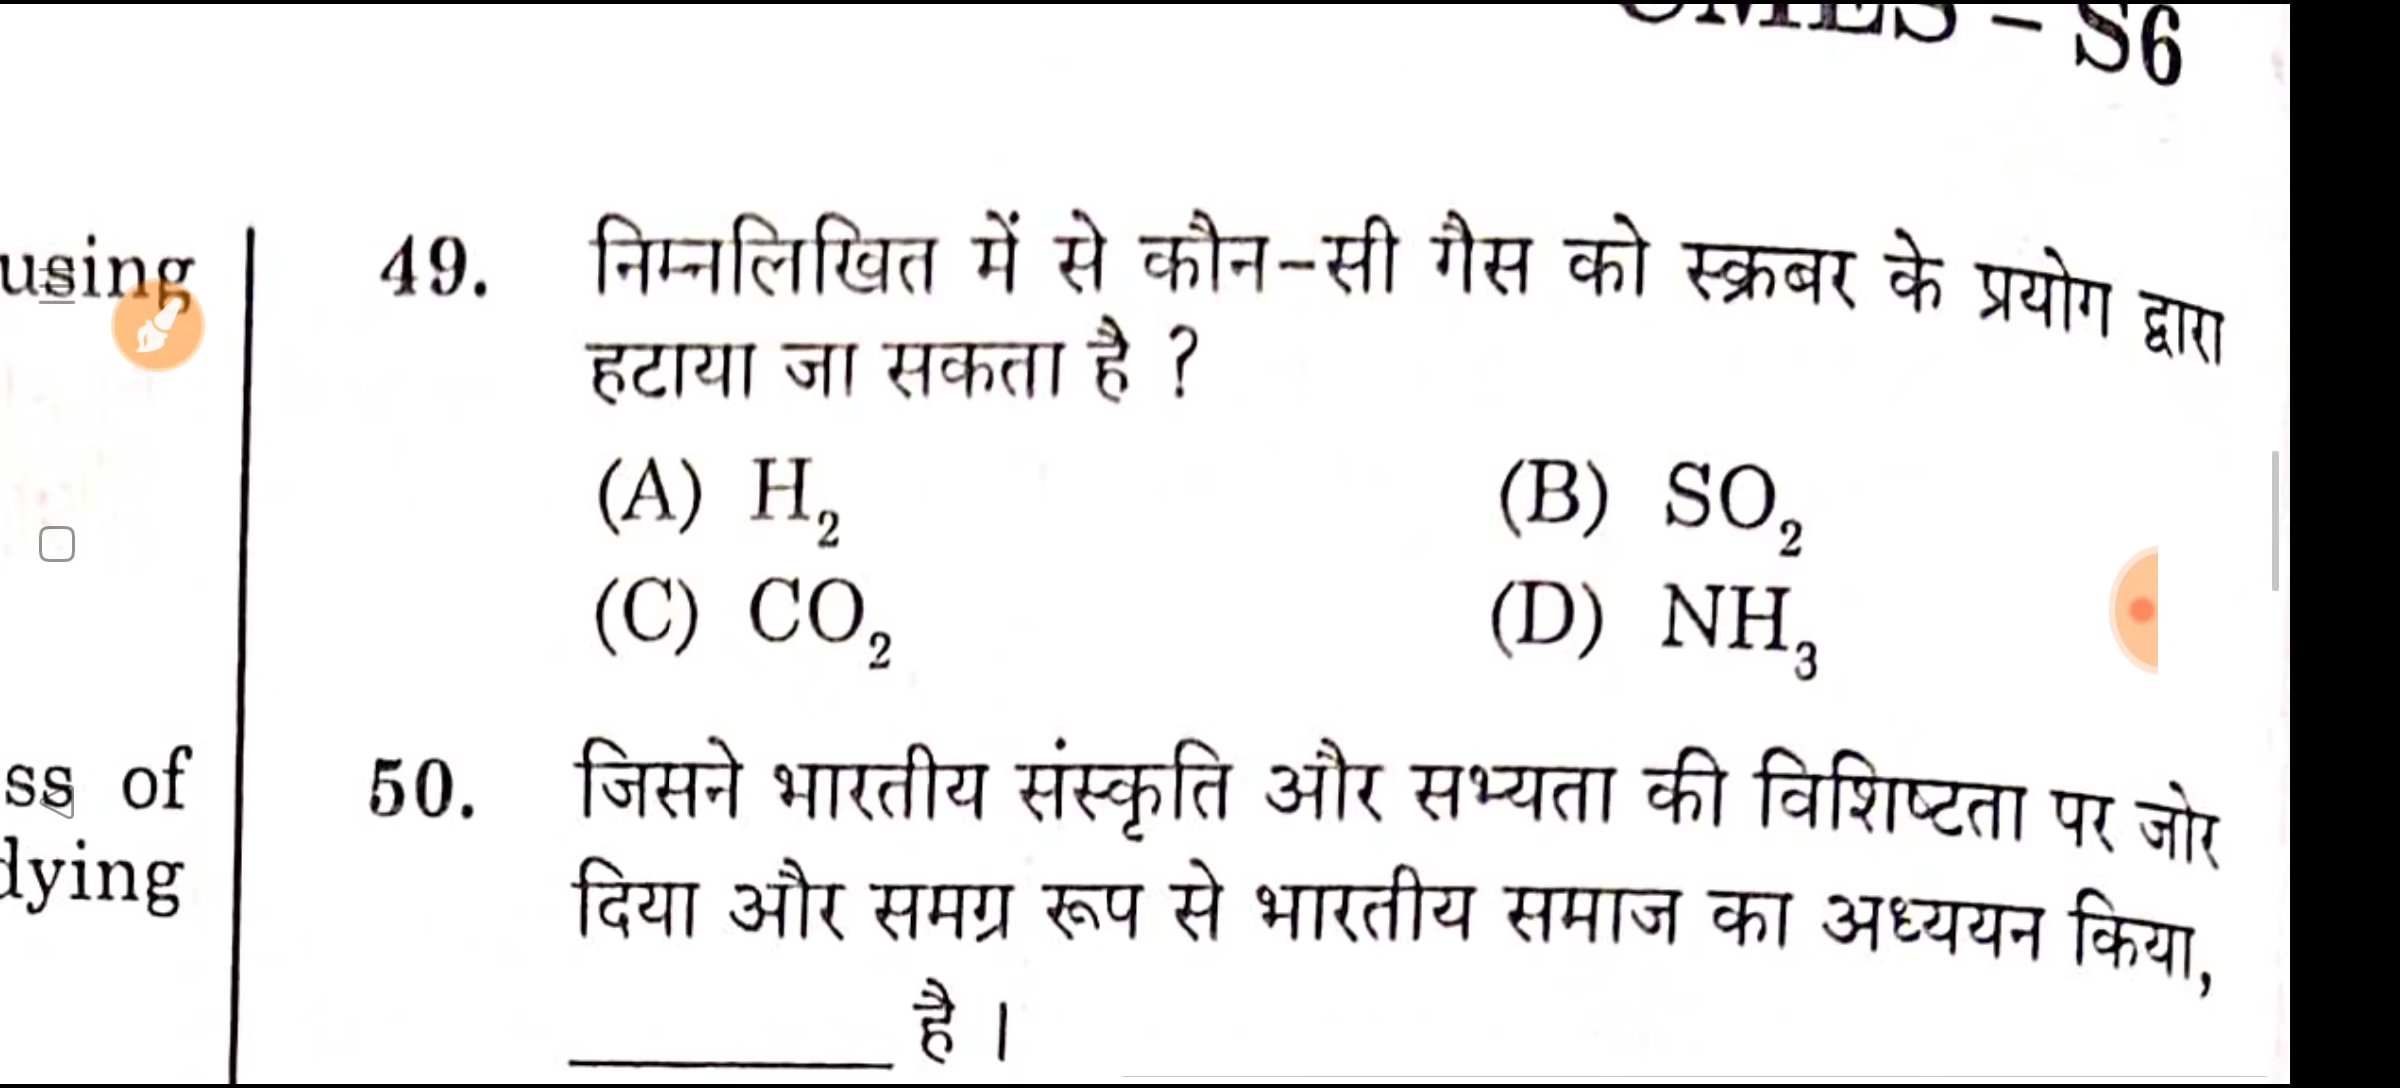 – S6
using
49. निम्नलिखित में से कौन-सी गैस को स्क्रबर के प्रयोग द्वारा
हटाया जा सकता है ?
(A) H₂ (B) SO₂
(C) CO₂ (D) NH₃
ss of
dying
50. जिसने भारतीय संस्कृति और सभ्यता की विशिष्टता पर जोर
दिया और समग्र रूप से भारतीय समाज का अध्ययन किया,
________ है ।